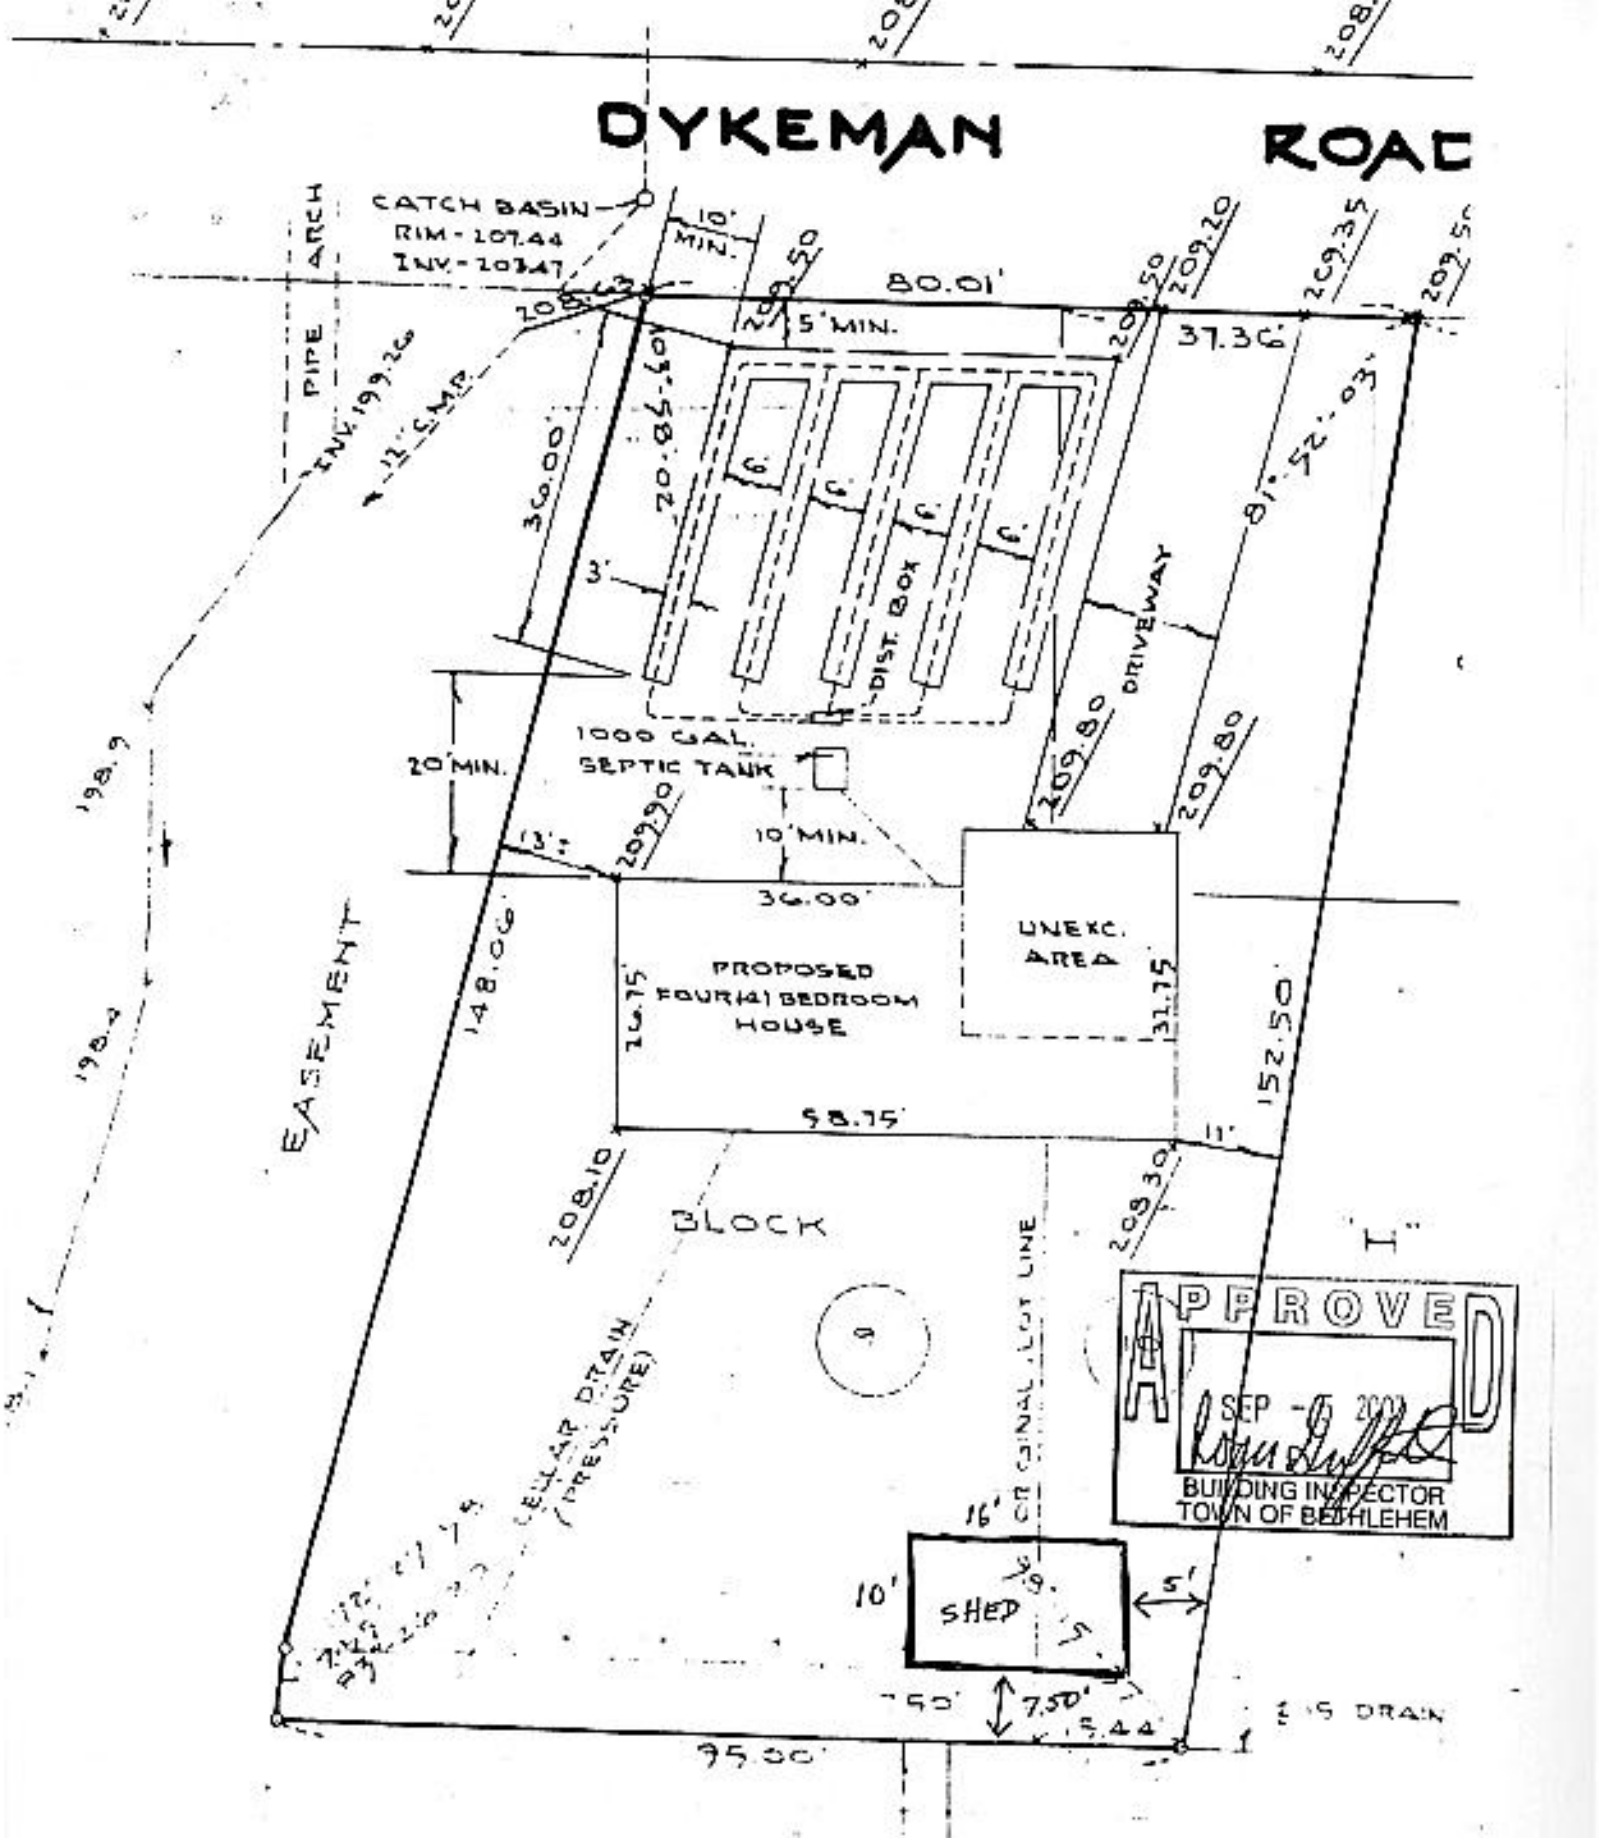 DYKEMAN ROAD
PIPE ARCH
CATCH BASIN
RIM - 207.44
INV. - 203.47
10'
MIN.
209.50
80.01'
209.50
209.20
209.35
208.63
5' MIN.
37.36'
INV. 199.26
12" CMP
36.00'
81°-52'-03"
6'
6'
6'
6'
3'
DIST. BOX
DRIVEWAY
1000 GAL.
SEPTIC TANK
20' MIN.
10' MIN.
209.80
209.80
198.9
13'±
209.90
36.00'
UNEXC.
AREA
EASEMENT
148.06'
PROPOSED
FOUR (4) BEDROOM
HOUSE
26.75'
152.50'
58.75'
11'
208.10
BLOCK
"I"
ORIGINAL LOT LINE
CELLAR DRAIN
(PRESSURE)
9
APPROVED
SEP
BUILDING INSPECTOR
TOWN OF BETHLEHEM
16'
10'
SHED
5'
7.50'
95.00'
DRAIN